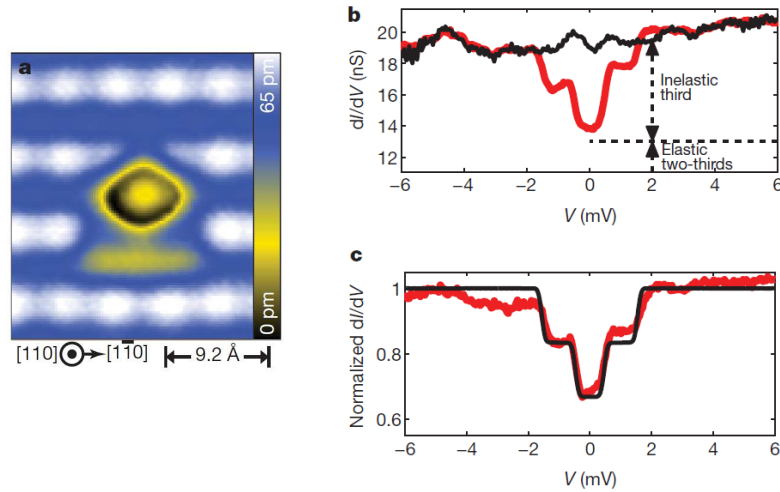 a
65 pm
0 pm
[110] [11̄0]
9.2 Å
b
dI/dV (nS)
20
18
16
14
12
Inelastic
third
Elastic
two-thirds
−6 −4 −2 0 2 4 6
V (mV)
c
Normalized dI/dV
1
0.8
0.6
−6 −4 −2 0 2 4 6
V (mV)